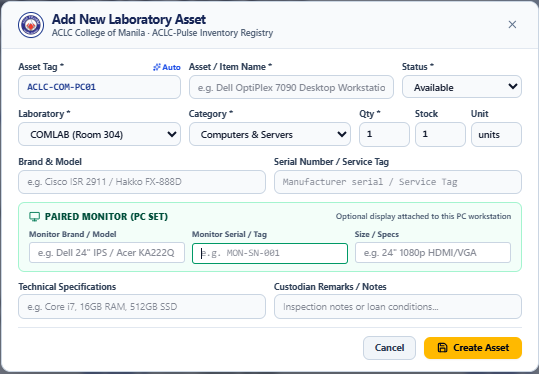 Add New Laboratory Asset
ACLC College of Manila · ACLC-Pulse Inventory Registry
Asset Tag * Auto Asset / Item Name * Status *
ACLC-COM-PC01 e.g. Dell OptiPlex 7090 Desktop Workstatio Available
Laboratory * Category * Qty * Stock Unit
COMLAB (Room 304) Computers & Servers 1 1 units
Brand & Model Serial Number / Service Tag
e.g. Cisco ISR 2911 / Hakko FX-888D Manufacturer serial / Service Tag
PAIRED MONITOR (PC SET) Optional display attached to this PC workstation
Monitor Brand / Model Monitor Serial / Tag Size / Specs
e.g. Dell 24" IPS / Acer KA222Q e.g. MON-SN-001 e.g. 24" 1080p HDMI/VGA
Technical Specifications Custodian Remarks / Notes
e.g. Core i7, 16GB RAM, 512GB SSD Inspection notes or loan conditions...
Cancel Create Asset